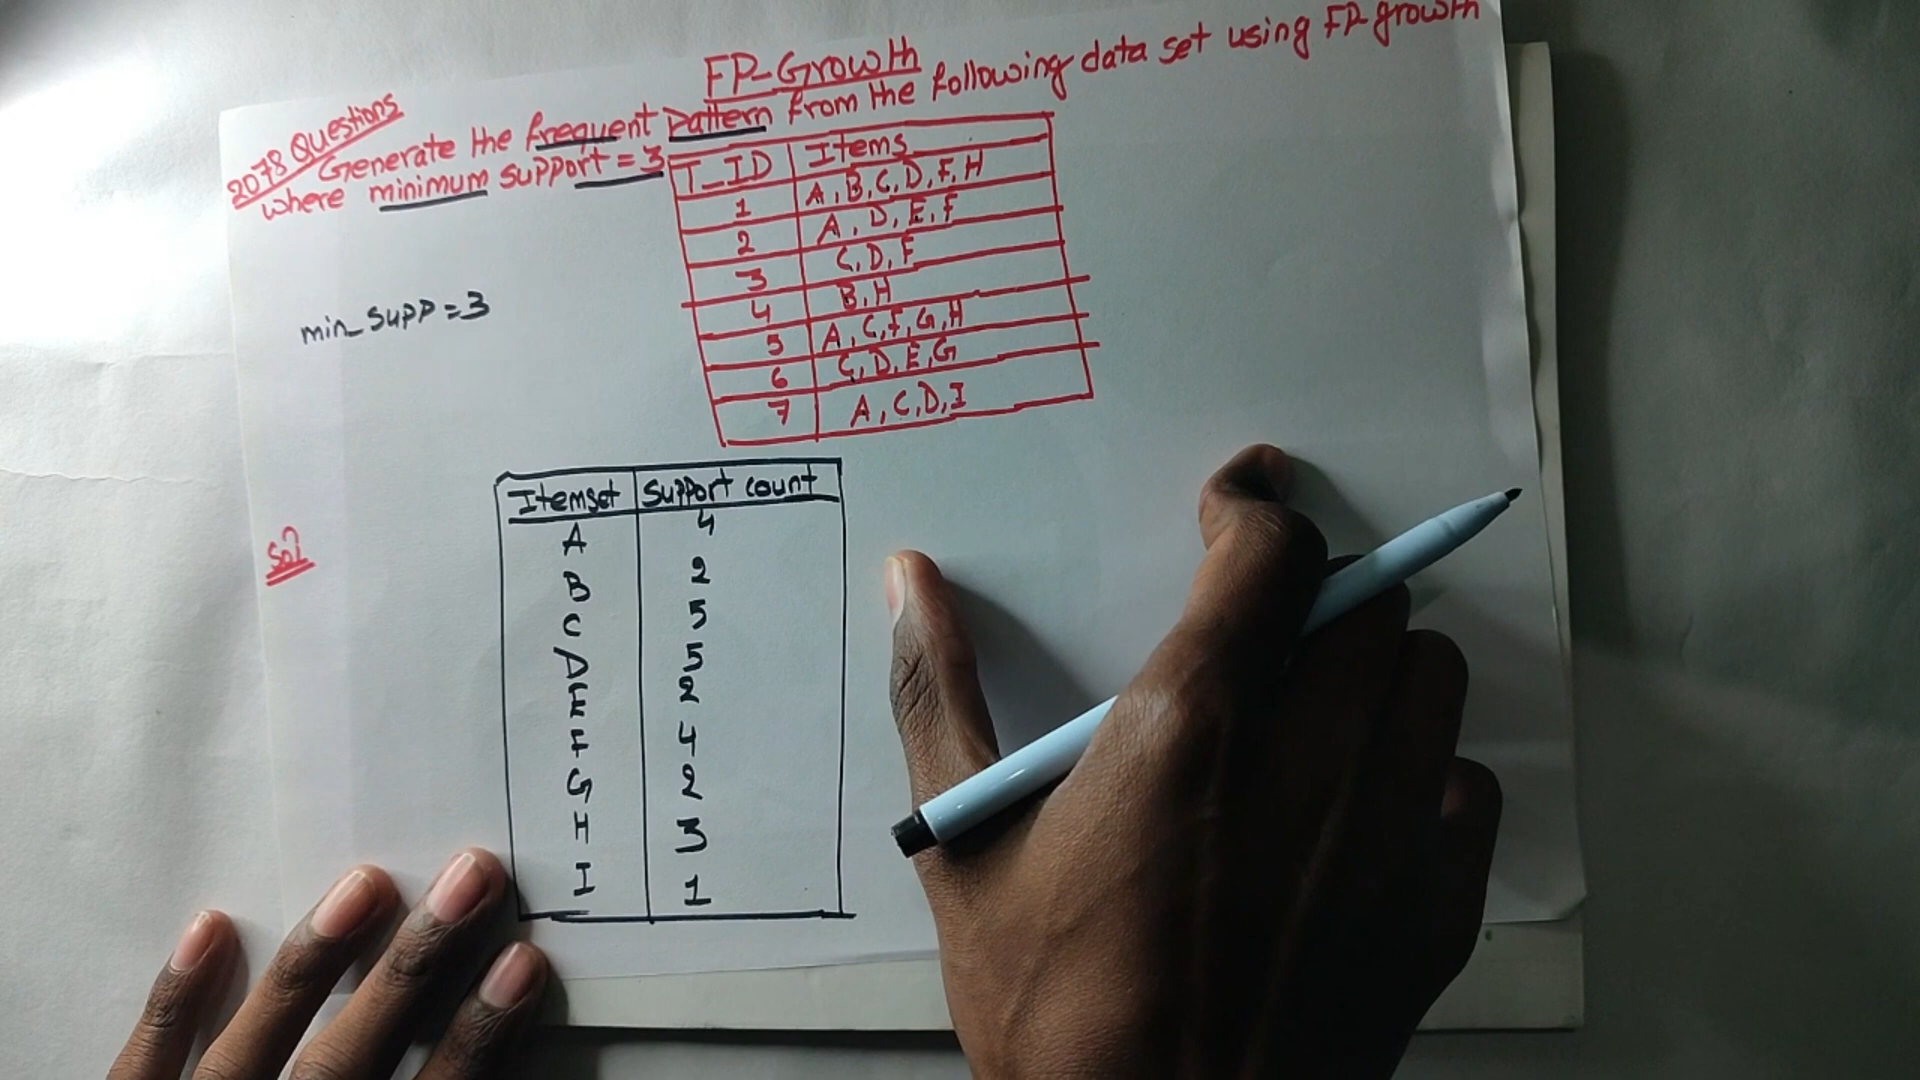 FP-Growth
2078 Questions
Generate the frequent pattern from the following data set using FP-growth
where minimum support = 3
T_ID Items
1 A, B, C, D, F, H
2 A, D, E, F
3 C, D, F
4 B, H
5 A, C, F, G, H
6 C, D, E, G
7 A, C, D, I
min_supp = 3
Sol
Itemset Support count
A 4
B 2
C 5
D 5
E 2
F 4
G 2
H 3
I 1